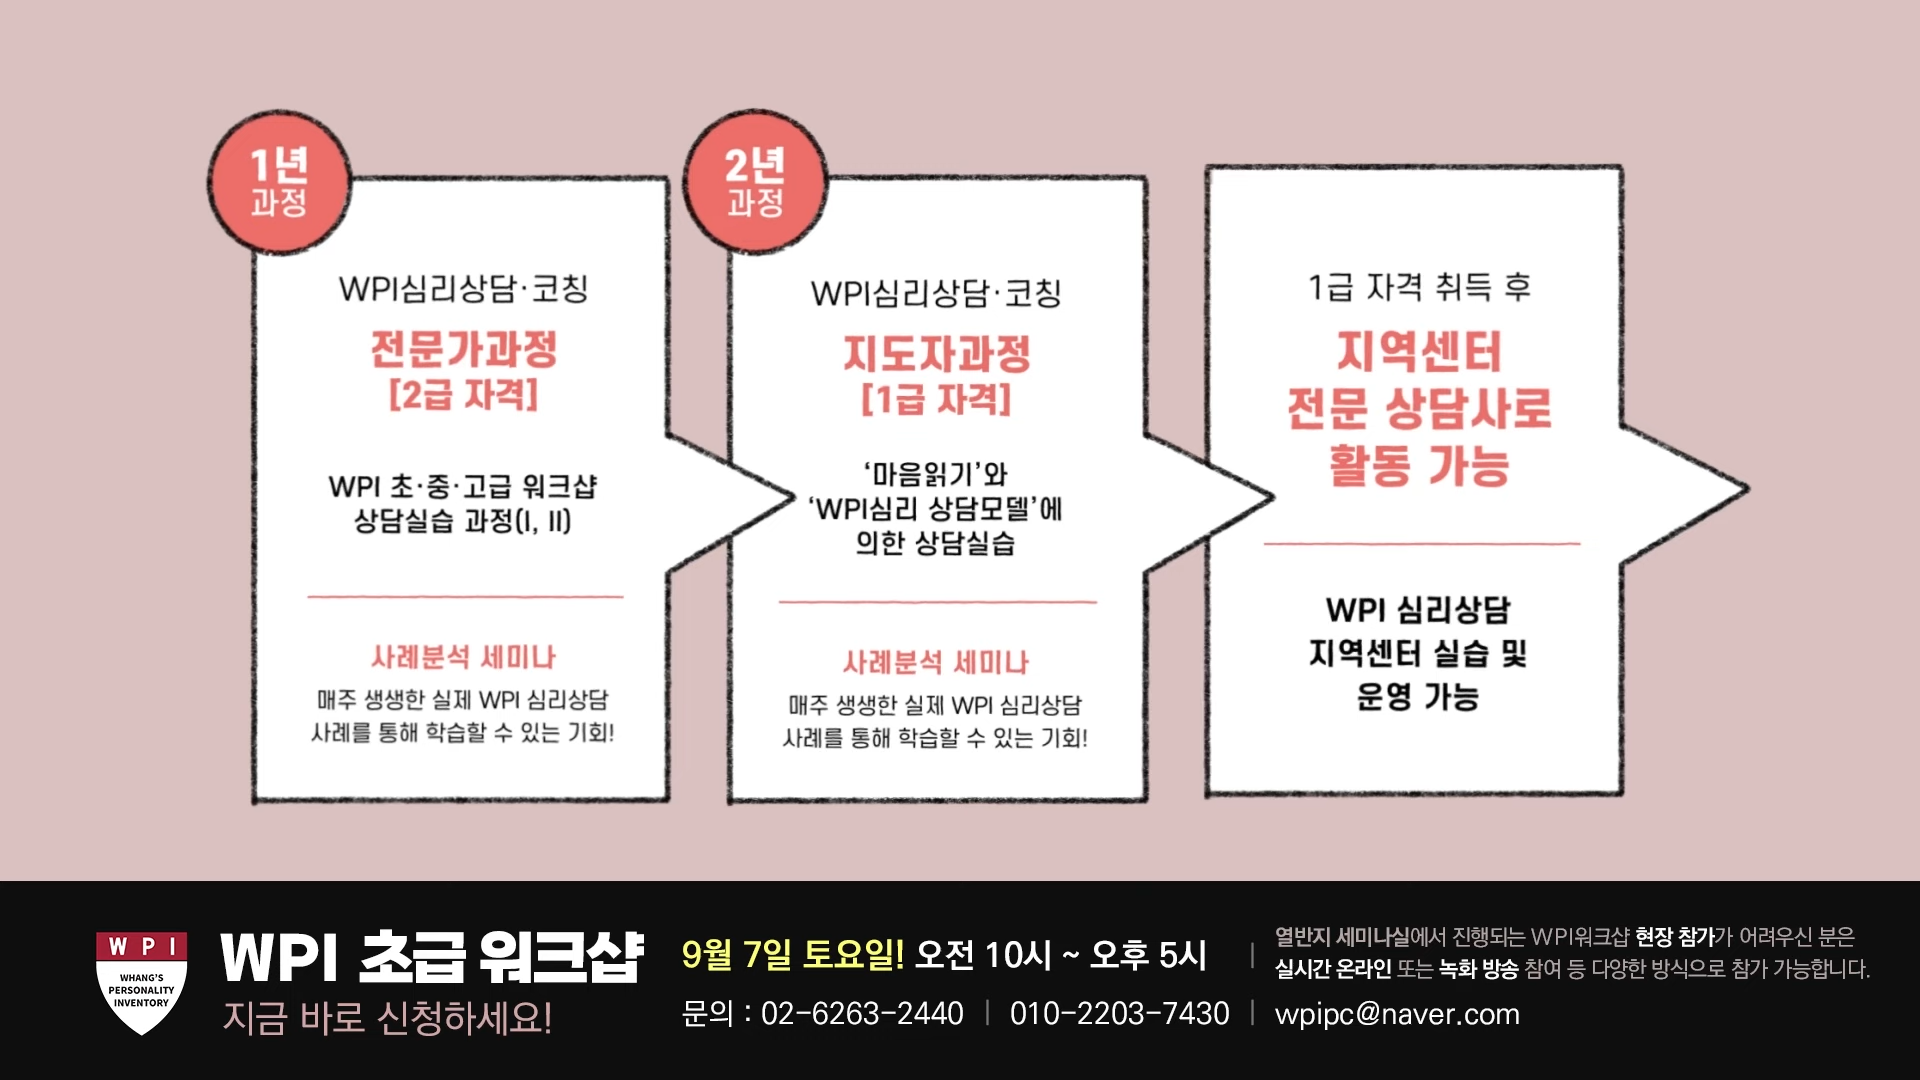 1년
과정
WPI심리상담·코칭
전문가과정
[2급 자격]
WPI 초·중·고급 워크샵
상담실습 과정(I, II)
사례분석 세미나
매주 생생한 실제 WPI 심리상담
사례를 통해 학습할 수 있는 기회!
2년
과정
WPI심리상담·코칭
지도자과정
[1급 자격]
‘마음읽기’와
‘WPI심리 상담모델’에
의한 상담실습
사례분석 세미나
매주 생생한 실제 WPI 심리상담
사례를 통해 학습할 수 있는 기회!
1급 자격 취득 후
지역센터
전문 상담사로
활동 가능
WPI 심리상담
지역센터 실습 및
운영 가능
WPI
WHANG'S
PERSONALITY
INVENTORY
WPI 초급 워크샵
지금 바로 신청하세요!
9월 7일 토요일! 오전 10시 ~ 오후 5시
문의 : 02-6263-2440 | 010-2203-7430 | wpipc@naver.com
열반지 세미나실에서 진행되는 WPI워크샵 현장 참가가 어려우신 분은
실시간 온라인 또는 녹화 방송 참여 등 다양한 방식으로 참가 가능합니다.